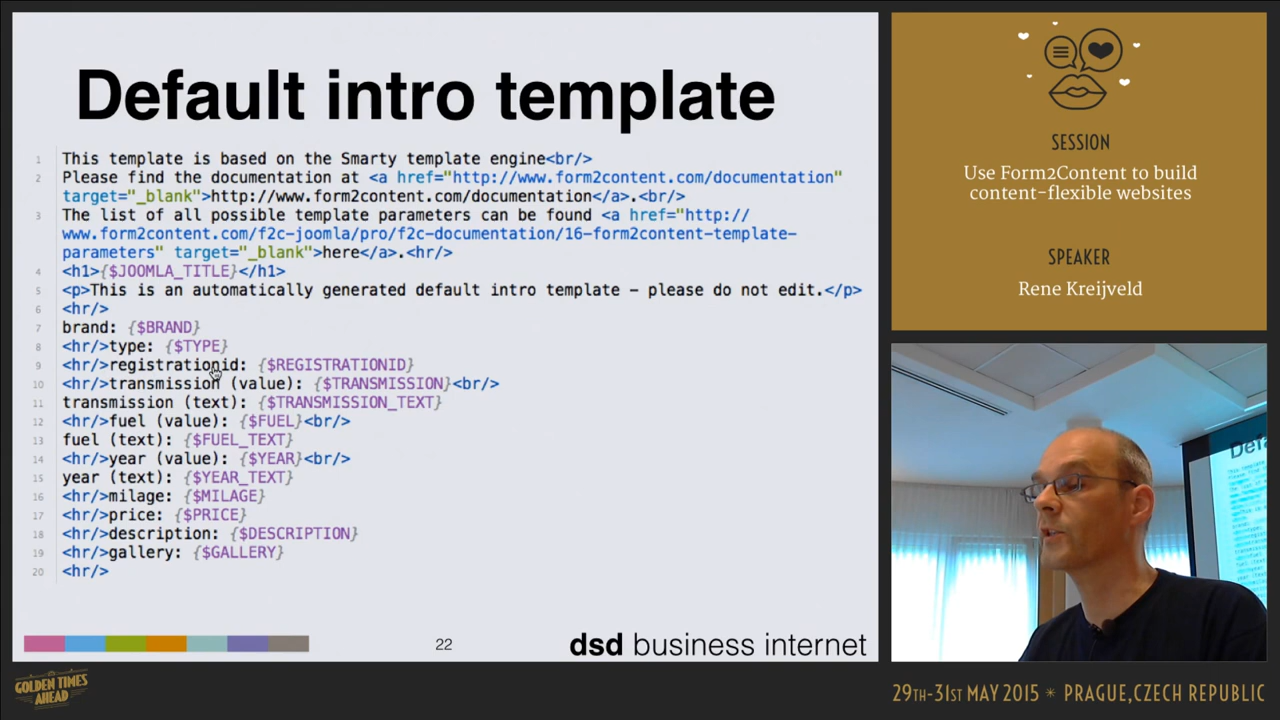 Default intro template
1 This template is based on the Smarty template engine<br/>
2 Please find the documentation at <a href="http://www.form2content.com/documentation"
target="_blank">http://www.form2content.com/documentation</a>.<br/>
3 The list of all possible template parameters can be found <a href="http://
www.form2content.com/f2c-joomla/pro/f2c-documentation/16-form2content-template-
parameters" target="_blank">here</a>.<hr/>
4 <h1>{$JOOMLA_TITLE}</h1>
5 <p>This is an automatically generated default intro template – please do not edit.</p>
6 <hr/>
7 brand: {$BRAND}
8 <hr/>type: {$TYPE}
9 <hr/>registrationid: {$REGISTRATIONID}
10 <hr/>transmission (value): {$TRANSMISSION}<br/>
11 transmission (text): {$TRANSMISSION_TEXT}
12 <hr/>fuel (value): {$FUEL}<br/>
13 fuel (text): {$FUEL_TEXT}
14 <hr/>year (value): {$YEAR}<br/>
15 year (text): {$YEAR_TEXT}
16 <hr/>milage: {$MILAGE}
17 <hr/>price: {$PRICE}
18 <hr/>description: {$DESCRIPTION}
19 <hr/>gallery: {$GALLERY}
20 <hr/>
22
dsd business internet
SESSION
Use Form2Content to build
content-flexible websites
SPEAKER
Rene Kreijveld
GOLDEN TIMES
AHEAD
29TH-31ST MAY 2015 * PRAGUE,CZECH REPUBLIC